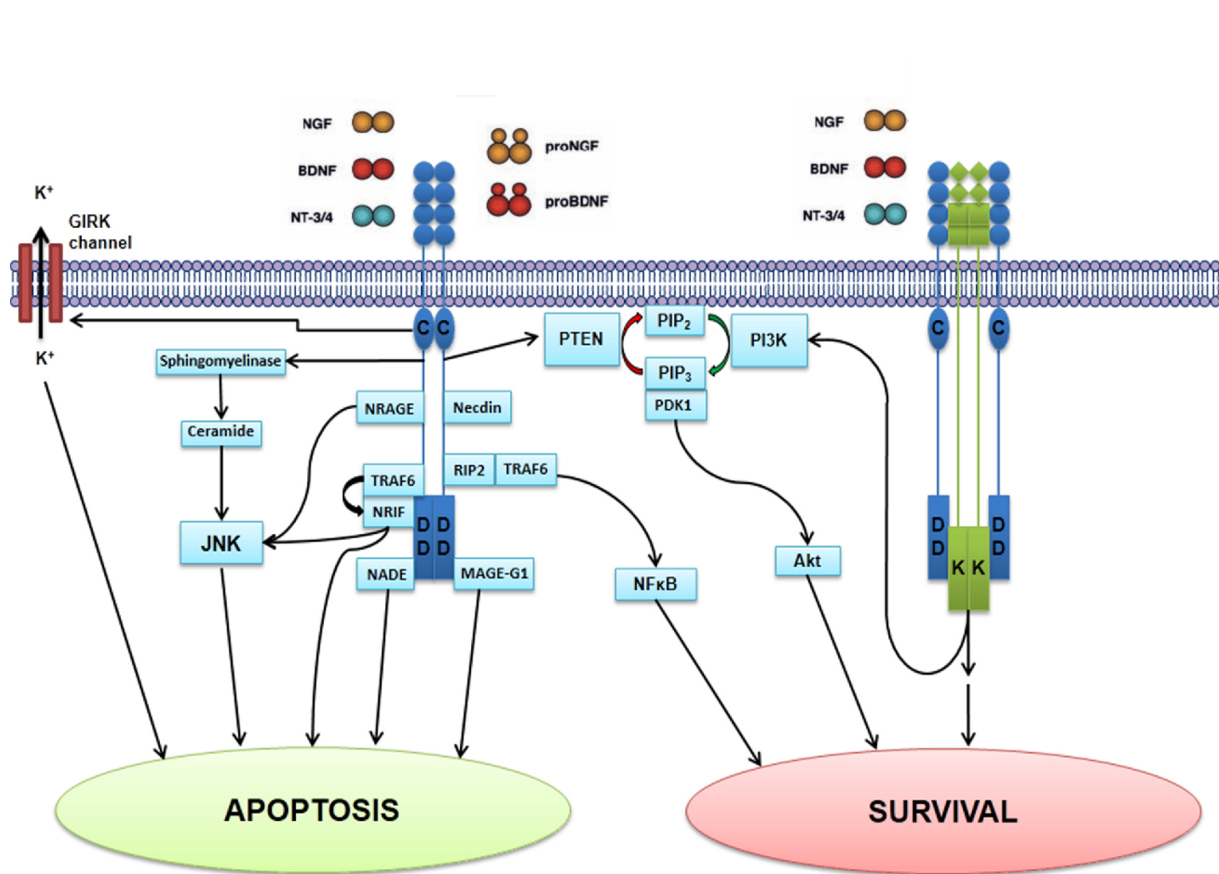 NGF
BDNF
NT-3/4
proNGF
proBDNF
NGF
BDNF
NT-3/4
K⁺
GIRK
channel
K⁺
C C
C C
Sphingomyelinase
Ceramide
JNK
NRAGE
Necdin
TRAF6
NRIF
RIP2 TRAF6
D D
D D
NADE
MAGE-G1
PTEN
PIP₂
PIP₃
PDK1
PI3K
NFκB
Akt
D D
D D
K K
APOPTOSIS
SURVIVAL